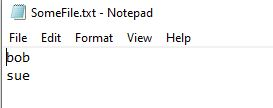 SomeFile.txt - Notepad
File Edit Format View Help
bob
sue